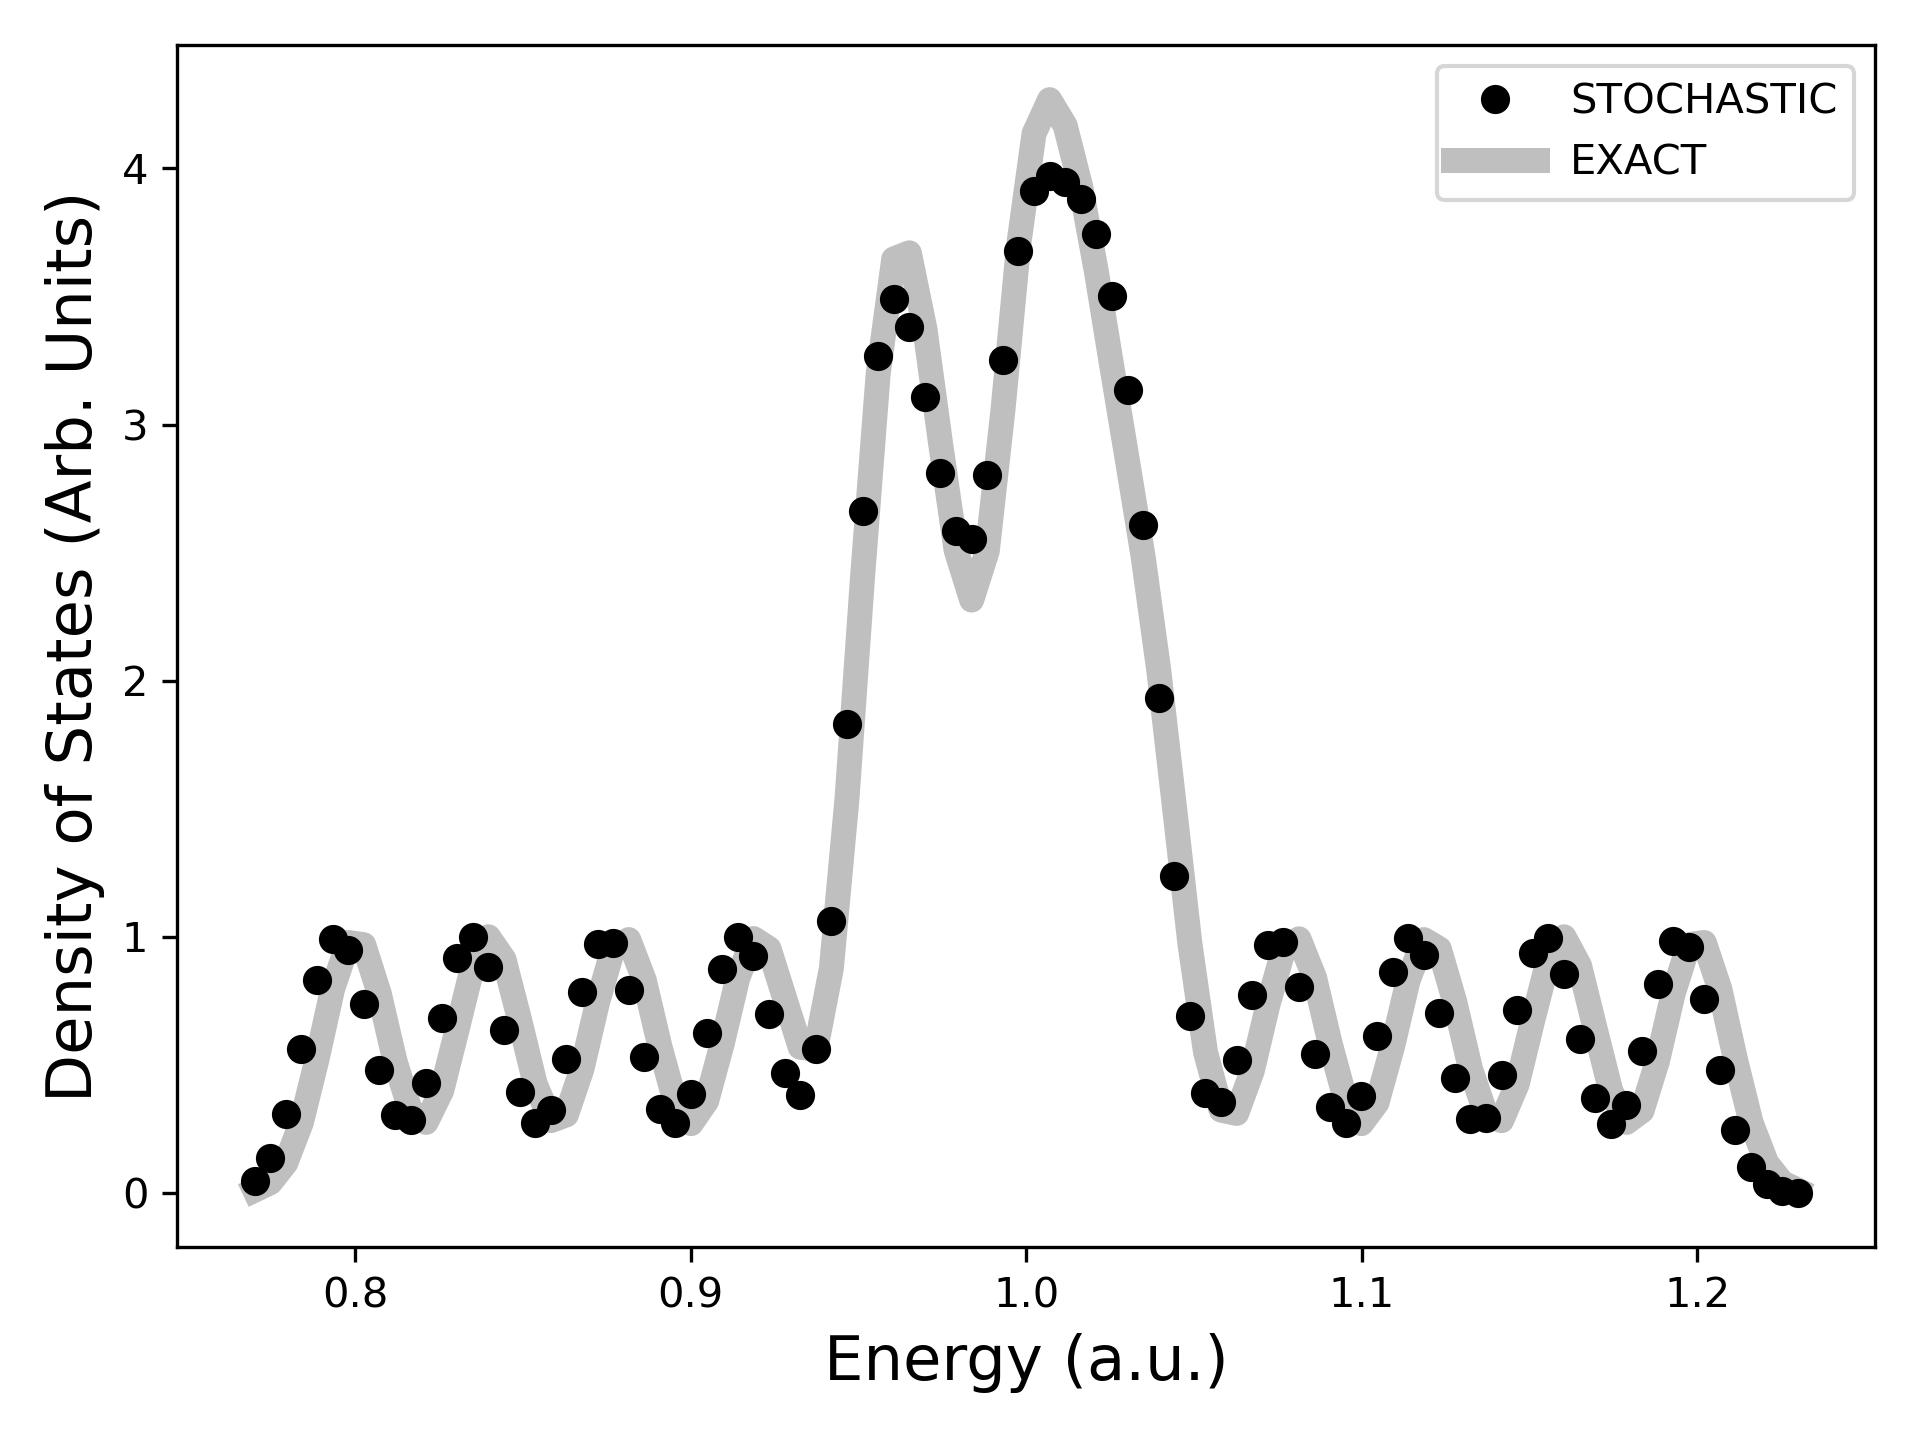 STOCHASTIC
EXACT
Density of States (Arb. Units)
4
3
2
1
0
0.8 0.9 1.0 1.1 1.2
Energy (a.u.)